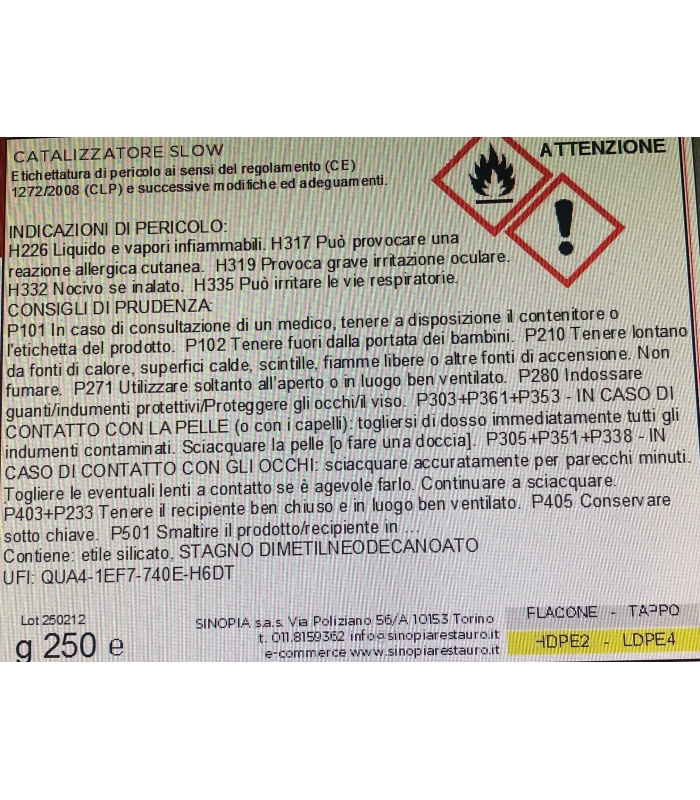 CATALIZZATORE SLOW
ATTENZIONE
Etichettatura di pericolo ai sensi del regolamento (CE)
1272/2008 (CLP) e successive modifiche ed adeguamenti.
INDICAZIONI DI PERICOLO:
H226 Liquido e vapori infiammabili. H317 Può provocare una
reazione allergica cutanea. H319 Provoca grave irritazione oculare.
H332 Nocivo se inalato. H335 Può irritare le vie respiratorie.
CONSIGLI DI PRUDENZA:
P101 In caso di consultazione di un medico, tenere a disposizione il contenitore o
l'etichetta del prodotto. P102 Tenere fuori dalla portata dei bambini. P210 Tenere lontano
da fonti di calore, superfici calde, scintille, fiamme libere o altre fonti di accensione. Non
fumare. P271 Utilizzare soltanto all'aperto o in luogo ben ventilato. P280 Indossare
guanti/indumenti protettivi/Proteggere gli occhi/il viso. P303+P361+P353 - IN CASO DI
CONTATTO CON LA PELLE (o con i capelli): togliersi di dosso immediatamente tutti gli
indumenti contaminati. Sciacquare la pelle [o fare una doccia]. P305+P351+P338 - IN
CASO DI CONTATTO CON GLI OCCHI: sciacquare accuratamente per parecchi minuti.
Togliere le eventuali lenti a contatto se è agevole farlo. Continuare a sciacquare.
P403+P233 Tenere il recipiente ben chiuso e in luogo ben ventilato. P405 Conservare
sotto chiave. P501 Smaltire il prodotto/recipiente in ...
Contiene: etile silicato, STAGNO DIMETILNEODECANOATO
UFI: QUA4-1EF7-740E-H6DT
Lot 250212
g 250 e
SINOPIA s.a.s. Via Poliziano 56/A 10153 Torino
t. 011.8159362 info@sinopiarestauro.it
e-commerce www.sinopiarestauro.it
FLACONE - TAPPO
HDPE2 - LDPE4